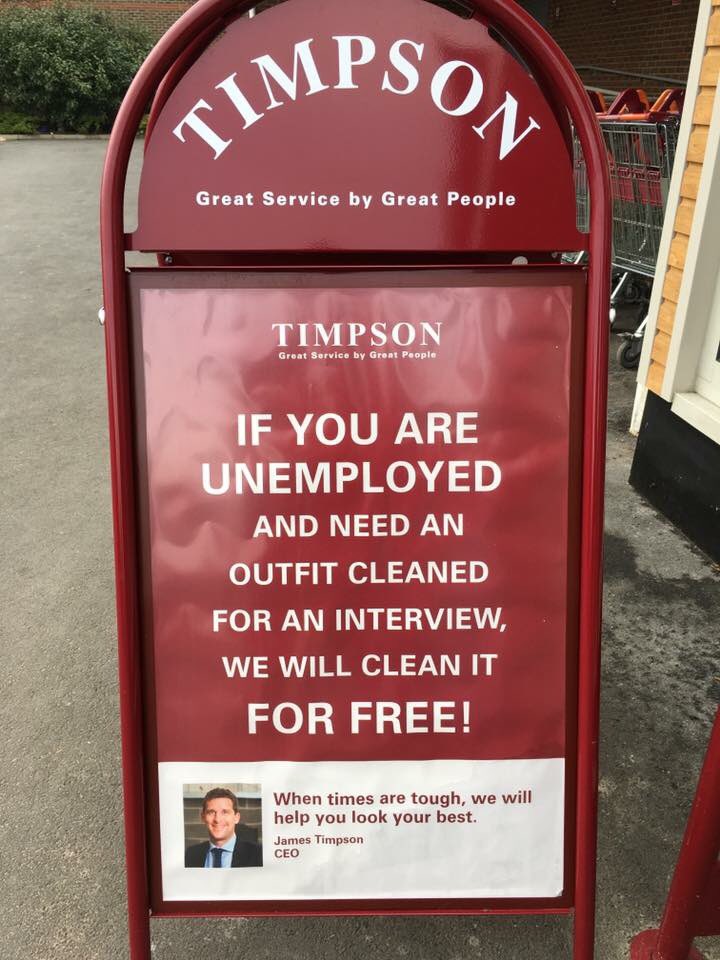 TIMPSON
Great Service by Great People
TIMPSON
Great Service by Great People
IF YOU ARE
UNEMPLOYED
AND NEED AN
OUTFIT CLEANED
FOR AN INTERVIEW,
WE WILL CLEAN IT
FOR FREE!
When times are tough, we will
help you look your best.
James Timpson
CEO